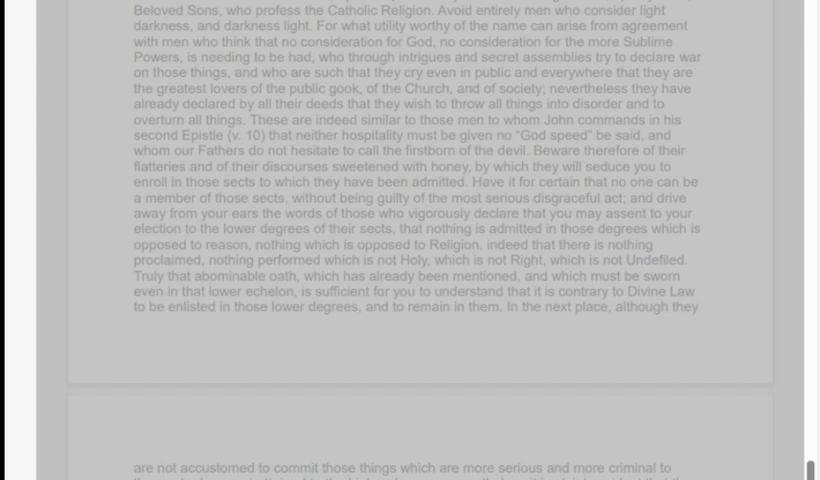 Beloved Sons, who profess the Catholic Religion. Avoid entirely men who consider light
darkness, and darkness light. For what utility worthy of the name can arise from agreement
with men who think that no consideration for God, no consideration for the more Sublime
Powers, is needing to be had, who through intrigues and secret assemblies try to declare war
on those things, and who are such that they cry even in public and everywhere that they are
the greatest lovers of the public gook, of the Church, and of society; nevertheless they have
already declared by all their deeds that they wish to throw all things into disorder and to
overturn all things. These are indeed similar to those men to whom John commands in his
second Epistle (v. 10) that neither hospitality must be given no “God speed” be said, and
whom our Fathers do not hesitate to call the firstborn of the devil. Beware therefore of their
flatteries and of their discourses sweetened with honey, by which they will seduce you to
enroll in those sects to which they have been admitted. Have it for certain that no one can be
a member of those sects, without being guilty of the most serious disgraceful act; and drive
away from your ears the words of those who vigorously declare that you may assent to your
election to the lower degrees of their sects, that nothing is admitted in those degrees which is
opposed to reason, nothing which is opposed to Religion, indeed that there is nothing
proclaimed, nothing performed which is not Holy, which is not Right, which is not Undefiled.
Truly that abominable oath, which has already been mentioned, and which must be sworn
even in that lower echelon, is sufficient for you to understand that it is contrary to Divine Law
to be enlisted in those lower degrees, and to remain in them. In the next place, although they
are not accustomed to commit those things which are more serious and more criminal to